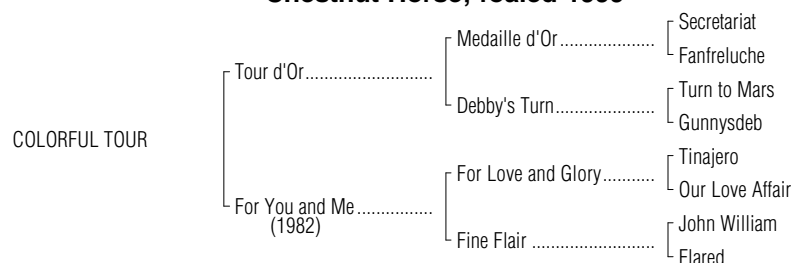 Chestnut Horse, foaled 1999
Secretariat
Medaille d'Or....................
Fanfreluche
Tour d'Or...........................
Turn to Mars
Debby's Turn.....................
Gunnysdeb
COLORFUL TOUR
Tinajero
For Love and Glory...........
Our Love Affair
For You and Me................
(1982)
John William
Fine Flair ..........................
Flared